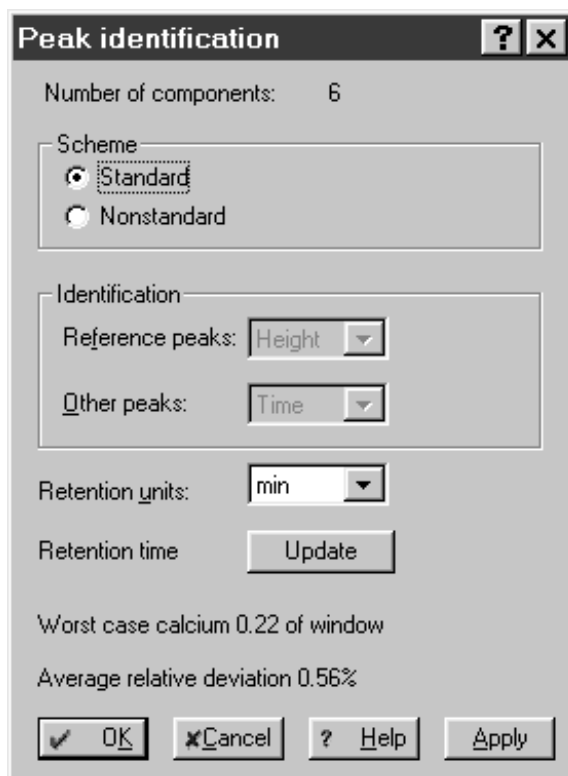 Peak identification
Number of components: 6
Scheme
Standard
Nonstandard
Identification
Reference peaks: Height
Other peaks: Time
Retention units: min
Retention time Update
Worst case calcium 0.22 of window
Average relative deviation 0.56%
OK Cancel ? Help Apply